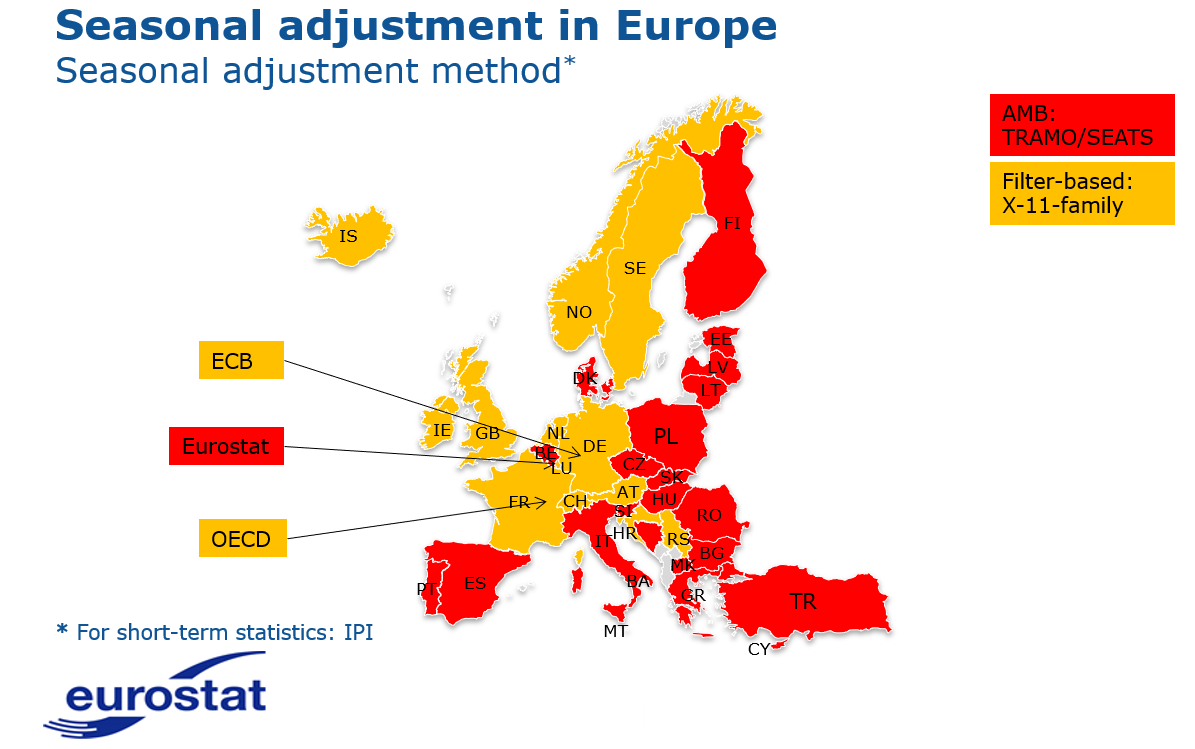 Seasonal adjustment in Europe
Seasonal adjustment method*
AMB:
TRAMO/SEATS
Filter-based:
X-11-family
IS
FI
SE
NO
EE
LV
LT
DK
ECB
IE
GB
NL
DE
PL
Eurostat
BE
LU
CZ
SK
AT
HU
FR
CH
SI
RO
OECD
HR
IT
RS
BG
MK
PT
ES
BA
GR
TR
MT
CY
* For short-term statistics: IPI
eurostat